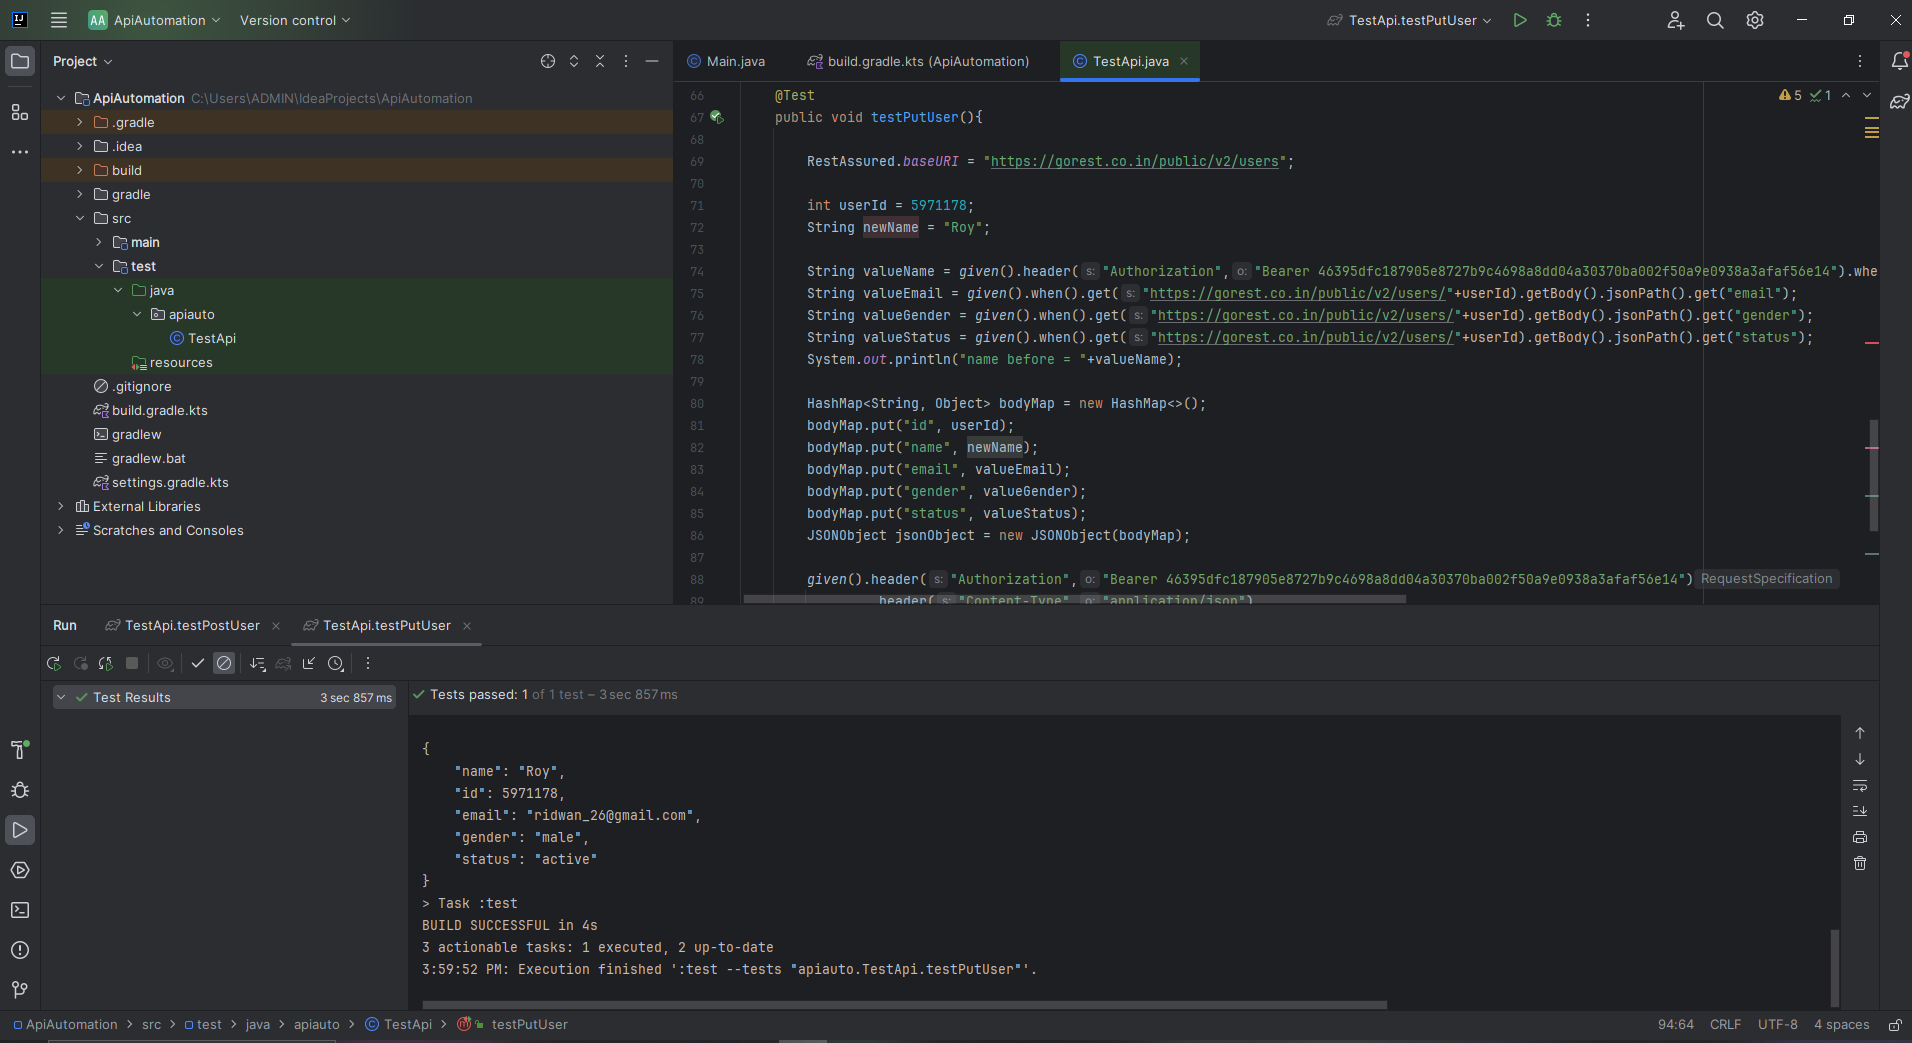 AA ApiAutomation Version control TestApi.testPutUser
Project
ApiAutomation C:\Users\ADMIN\IdeaProjects\ApiAutomation
.gradle
.idea
build
gradle
src
main
test
java
apiauto
TestApi
resources
.gitignore
build.gradle.kts
gradlew
gradlew.bat
settings.gradle.kts
External Libraries
Scratches and Consoles
Main.java build.gradle.kts (ApiAutomation) TestApi.java
5 1
66 @Test
67 public void testPutUser(){
68
69 RestAssured.baseURI = "https://gorest.co.in/public/v2/users";
70
71 int userId = 5971178;
72 String newName = "Roy";
73
74 String valueName = given().header( s: "Authorization", o: "Bearer 46395dfc187905e8727b9c4698a8dd04a30370ba002f50a9e0938a3afaf56e14").whe
75 String valueEmail = given().when().get( s: "https://gorest.co.in/public/v2/users/"+userId).getBody().jsonPath().get("email");
76 String valueGender = given().when().get( s: "https://gorest.co.in/public/v2/users/"+userId).getBody().jsonPath().get("gender");
77 String valueStatus = given().when().get( s: "https://gorest.co.in/public/v2/users/"+userId).getBody().jsonPath().get("status");
78 System.out.println("name before = "+valueName);
79
80 HashMap<String, Object> bodyMap = new HashMap<>();
81 bodyMap.put("id", userId);
82 bodyMap.put("name", newName);
83 bodyMap.put("email", valueEmail);
84 bodyMap.put("gender", valueGender);
85 bodyMap.put("status", valueStatus);
86 JSONObject jsonObject = new JSONObject(bodyMap);
87
88 given().header( s: "Authorization", o: "Bearer 46395dfc187905e8727b9c4698a8dd04a30370ba002f50a9e0938a3afaf56e14") RequestSpecification
89 header( s: "Content-Type" o: "application/json")
Run TestApi.testPostUser TestApi.testPutUser
Test Results 3 sec 857 ms
Tests passed: 1 of 1 test – 3 sec 857 ms
{
"name": "Roy",
"id": 5971178,
"email": "ridwan_26@gmail.com",
"gender": "male",
"status": "active"
}
> Task :test
BUILD SUCCESSFUL in 4s
3 actionable tasks: 1 executed, 2 up-to-date
3:59:52 PM: Execution finished ':test --tests "apiauto.TestApi.testPutUser"'.
ApiAutomation > src > test > java > apiauto > TestApi > testPutUser
94:64 CRLF UTF-8 4 spaces